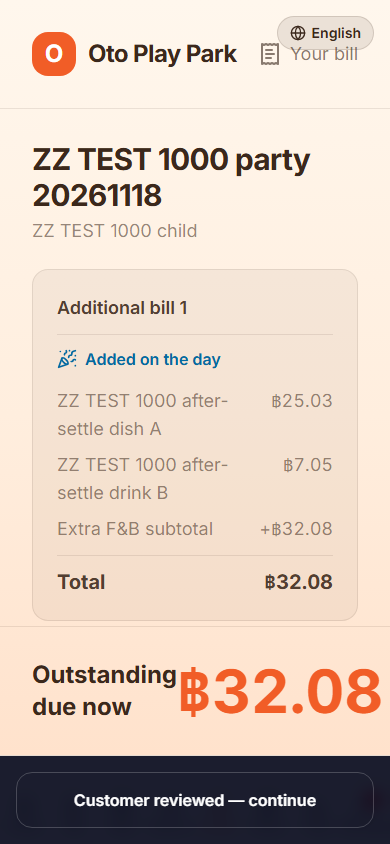 English
O Oto Play Park Your bill
ZZ TEST 1000 party
20261118
ZZ TEST 1000 child
Additional bill 1
Added on the day
ZZ TEST 1000 after- ฿25.03
settle dish A
ZZ TEST 1000 after- ฿7.05
settle drink B
Extra F&B subtotal +฿32.08
Total ฿32.08
Outstanding
due now ฿32.08
Customer reviewed — continue